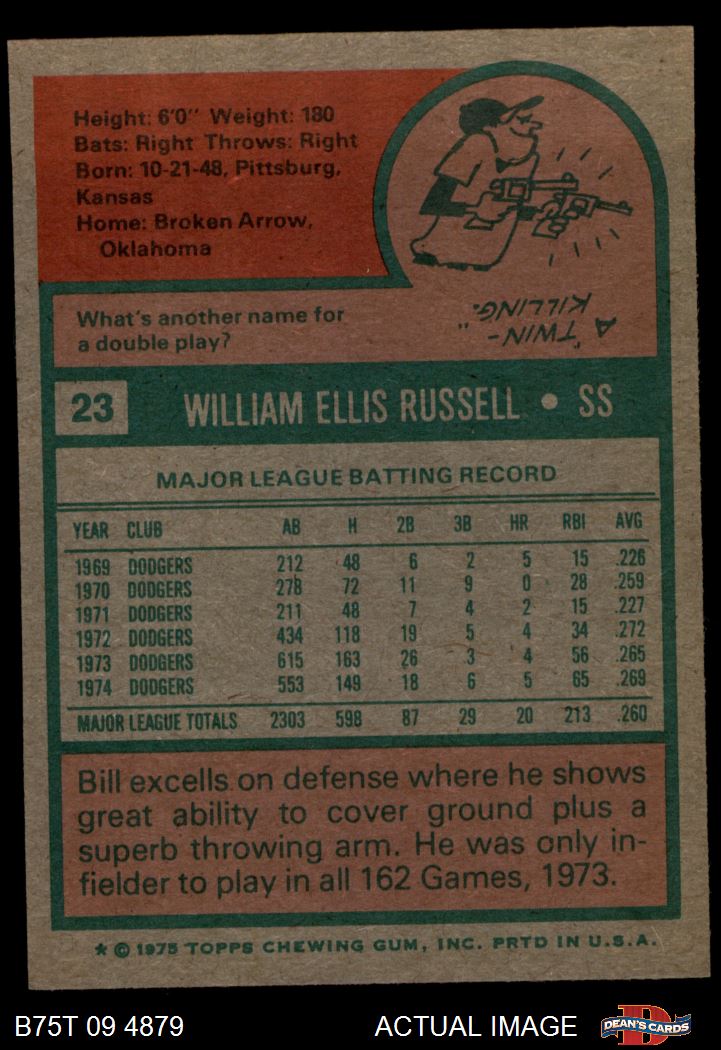 Height: 6'0" Weight: 180
Bats: Right Throws: Right
Born: 10-21-48, Pittsburg,
Kansas
Home: Broken Arrow,
Oklahoma
What's another name for
a double play?
A "TWIN-
KILLING."
23 WILLIAM ELLIS RUSSELL • SS
MAJOR LEAGUE BATTING RECORD
YEAR CLUB AB H 2B 3B HR RBI AVG
1969 DODGERS 212 48 6 2 5 15 .226
1970 DODGERS 278 72 11 9 0 28 .259
1971 DODGERS 211 48 7 4 2 15 .227
1972 DODGERS 434 118 19 5 4 34 .272
1973 DODGERS 615 163 26 3 4 56 .265
1974 DODGERS 553 149 18 6 5 65 .269
MAJOR LEAGUE TOTALS 2303 598 87 29 20 213 .260
Bill excells on defense where he shows
great ability to cover ground plus a
superb throwing arm. He was only in-
fielder to play in all 162 Games, 1973.
* © 1975 TOPPS CHEWING GUM, INC. PRTD IN U.S.A.
B75T 09 4879 ACTUAL IMAGE D DEAN'S CARDS